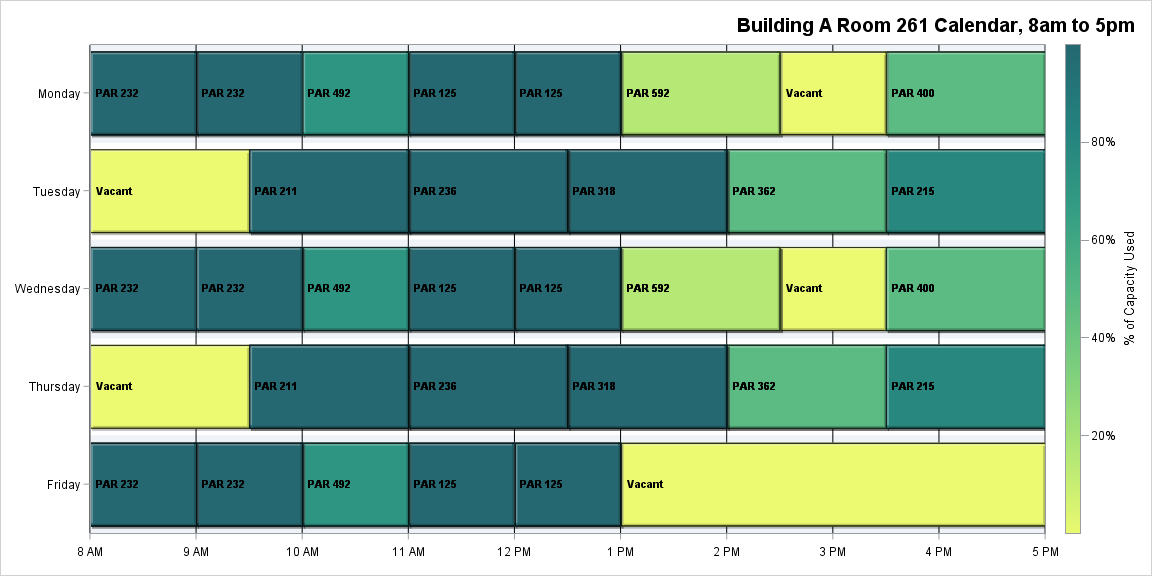 Building A Room 261 Calendar, 8am to 5pm
Monday
PAR 232
PAR 232
PAR 492
PAR 125
PAR 125
PAR 592
Vacant
PAR 400
Tuesday
Vacant
PAR 211
PAR 236
PAR 318
PAR 362
PAR 215
Wednesday
PAR 232
PAR 232
PAR 492
PAR 125
PAR 125
PAR 592
Vacant
PAR 400
Thursday
Vacant
PAR 211
PAR 236
PAR 318
PAR 362
PAR 215
Friday
PAR 232
PAR 232
PAR 492
PAR 125
PAR 125
Vacant
8 AM
9 AM
10 AM
11 AM
12 PM
1 PM
2 PM
3 PM
4 PM
5 PM
80%
60%
40%
20%
% of Capacity Used